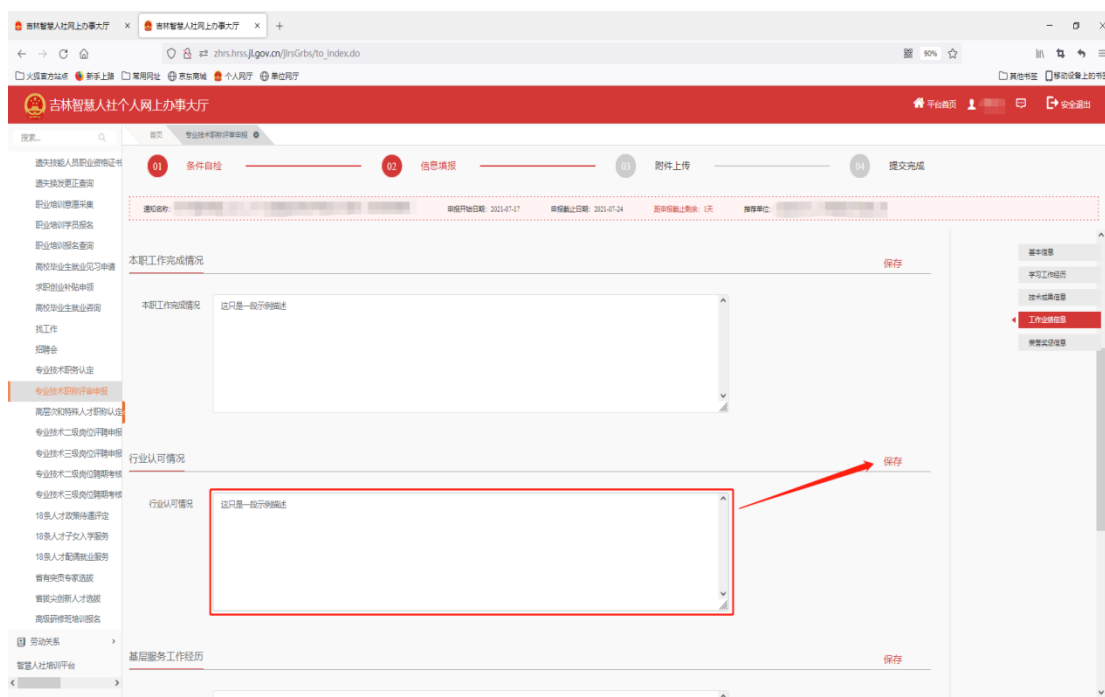 吉林智慧人社网上办事大厅 × 吉林智慧人社网上办事大厅 × +
zhrs.hrss.jl.gov.cn/jlrsGrbs/to_index.do 90%
火狐官方站点 新手上路 常用网址 京东商城 个人网厅 单位网厅 其他书签 移动设备上的书签
吉林智慧人社个人网上办事大厅 平台首页 安全退出
搜索... 首页 专业技术职称评审申报
01 条件自检 02 信息填报 03 附件上传 04 提交完成
通知名称: 申报开始日期: 2021-07-17 申报截止日期: 2021-07-24 距申报截止剩余: 1天 推荐单位:
遗失技能人员职业资格证书
遗失换发更正查询
职业培训意愿采集
职业培训学员报名
职业培训报名查询
高校毕业生就业见习申请
求职创业补贴申领
高校毕业生就业咨询
找工作
招聘会
专业技术职务认定
专业技术职称评审申报
高层次和特殊人才职称认定
专业技术二级岗位评聘申报
专业技术三级岗位评聘申报
专业技术二级岗位聘期考核
专业技术三级岗位聘期考核
18条人才政策待遇评定
18条人才子女入学服务
18条人才配偶就业服务
省有突贡专家选拔
省拔尖创新人才选拔
高级研修班培训报名
劳动关系
智慧人社培训平台
本职工作完成情况 保存
本职工作完成情况 这只是一段示例描述
行业认可情况 保存
行业认可情况 这只是一段示例描述
基层服务工作经历 保存
基本信息
学习工作经历
技术成果信息
工作业绩信息
荣誉奖惩信息